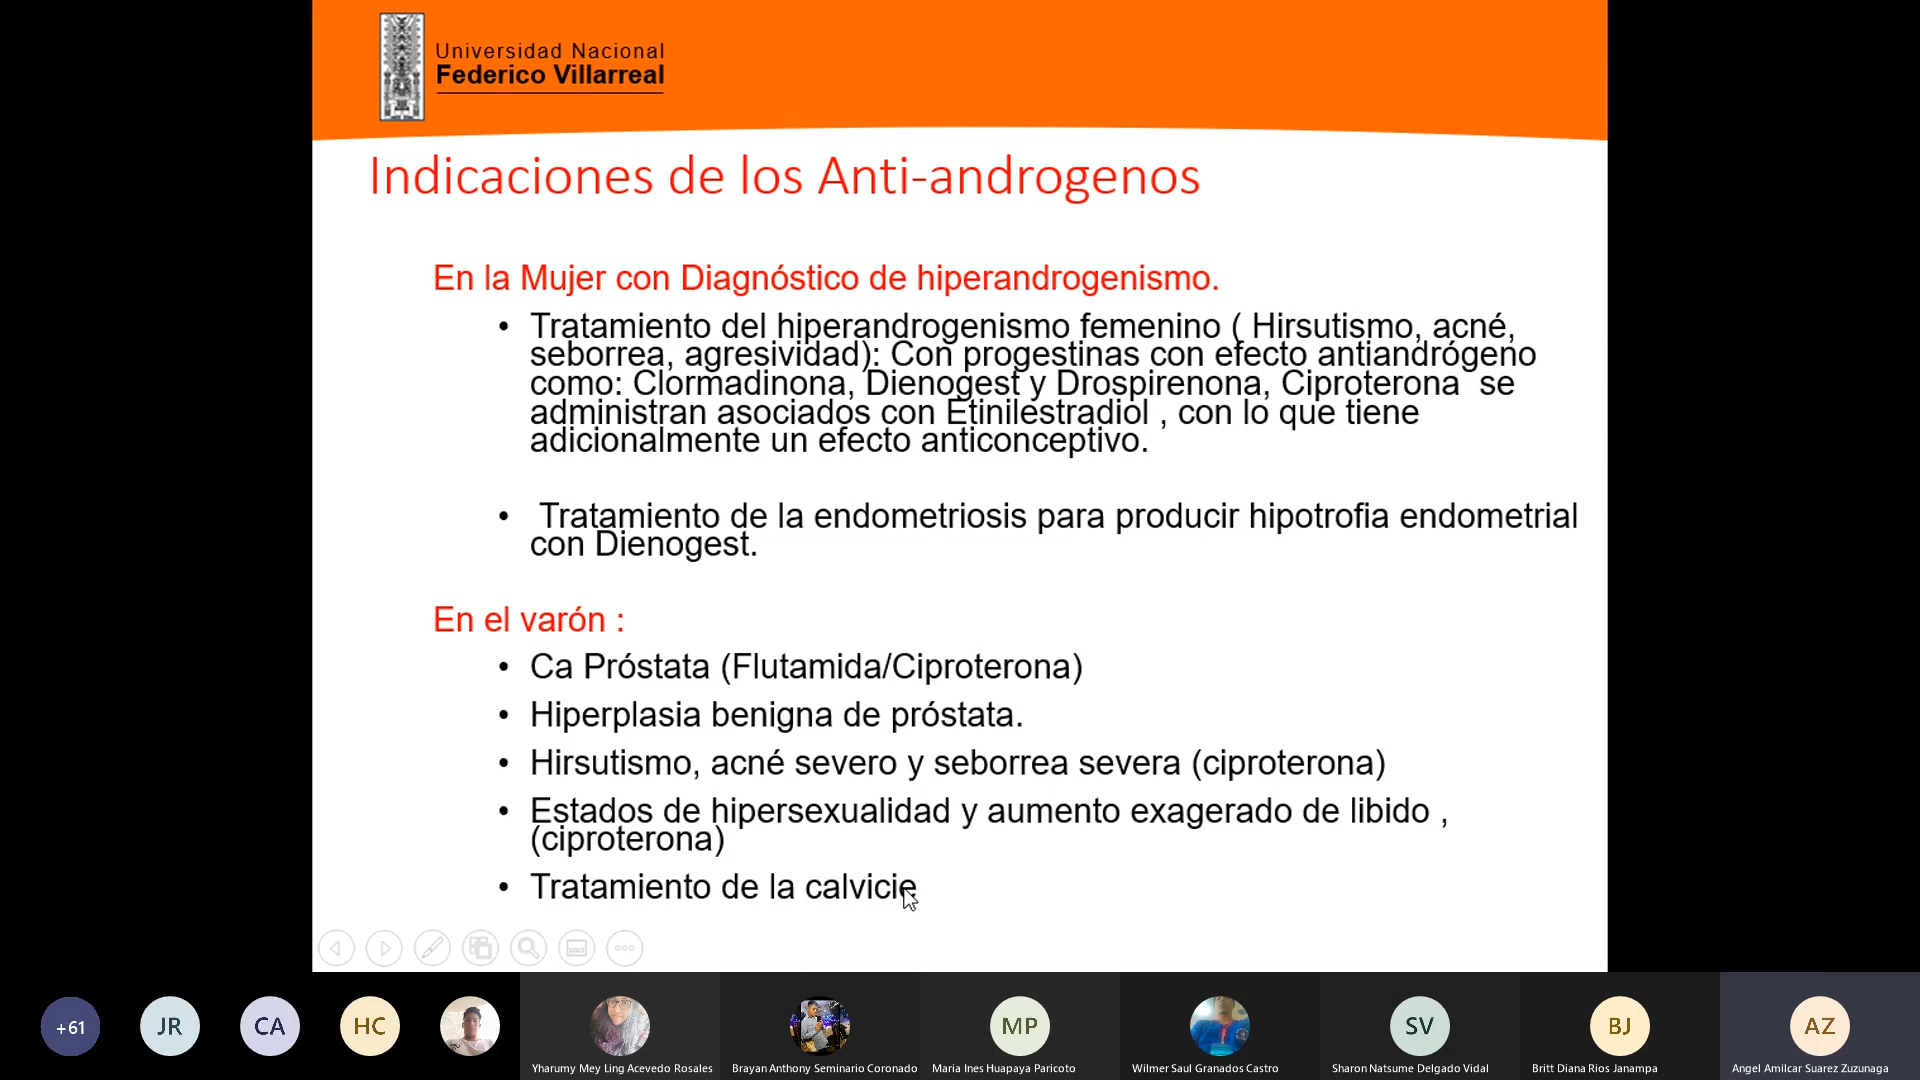 Universidad Nacional
Federico Villarreal
Indicaciones de los Anti-androgenos
En la Mujer con Diagnóstico de hiperandrogenismo.
• Tratamiento del hiperandrogenismo femenino ( Hirsutismo, acné,
seborrea, agresividad): Con progestinas con efecto antiandrógeno
como: Clormadinona, Dienogest y Drospirenona, Ciproterona se
administran asociados con Etinilestradiol , con lo que tiene
adicionalmente un efecto anticonceptivo.
• Tratamiento de la endometriosis para producir hipotrofia endometrial
con Dienogest.
En el varón :
• Ca Próstata (Flutamida/Ciproterona)
• Hiperplasia benigna de próstata.
• Hirsutismo, acné severo y seborrea severa (ciproterona)
• Estados de hipersexualidad y aumento exagerado de libido ,
(ciproterona)
• Tratamiento de la calvicie
+61 JR CA HC MP SV BJ AZ
Yharumy Mey Ling Acevedo Rosales Brayan Anthony Seminario Coronado Maria Ines Huapaya Paricoto Wilmer Saul Granados Castro Sharon Natsume Delgado Vidal Britt Diana Rios Janampa Angel Amilcar Suarez Zuzunaga